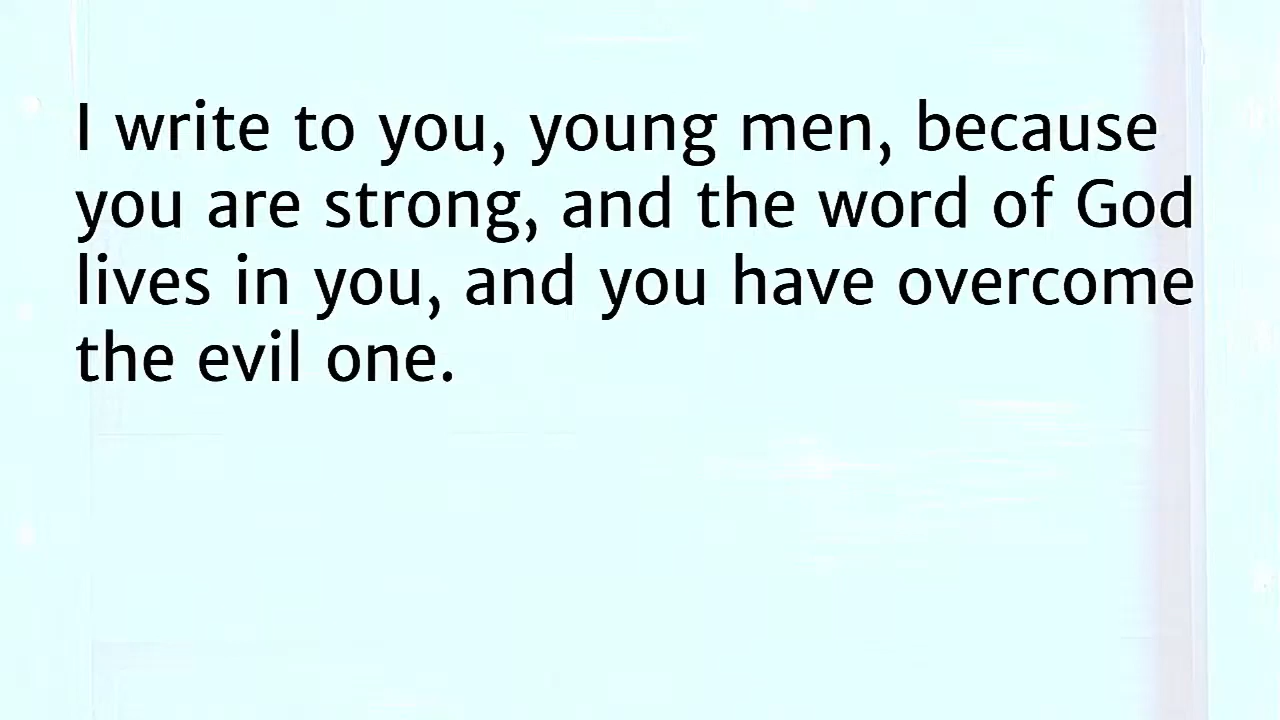 I write to you, young men, because
you are strong, and the word of God
lives in you, and you have overcome
the evil one.